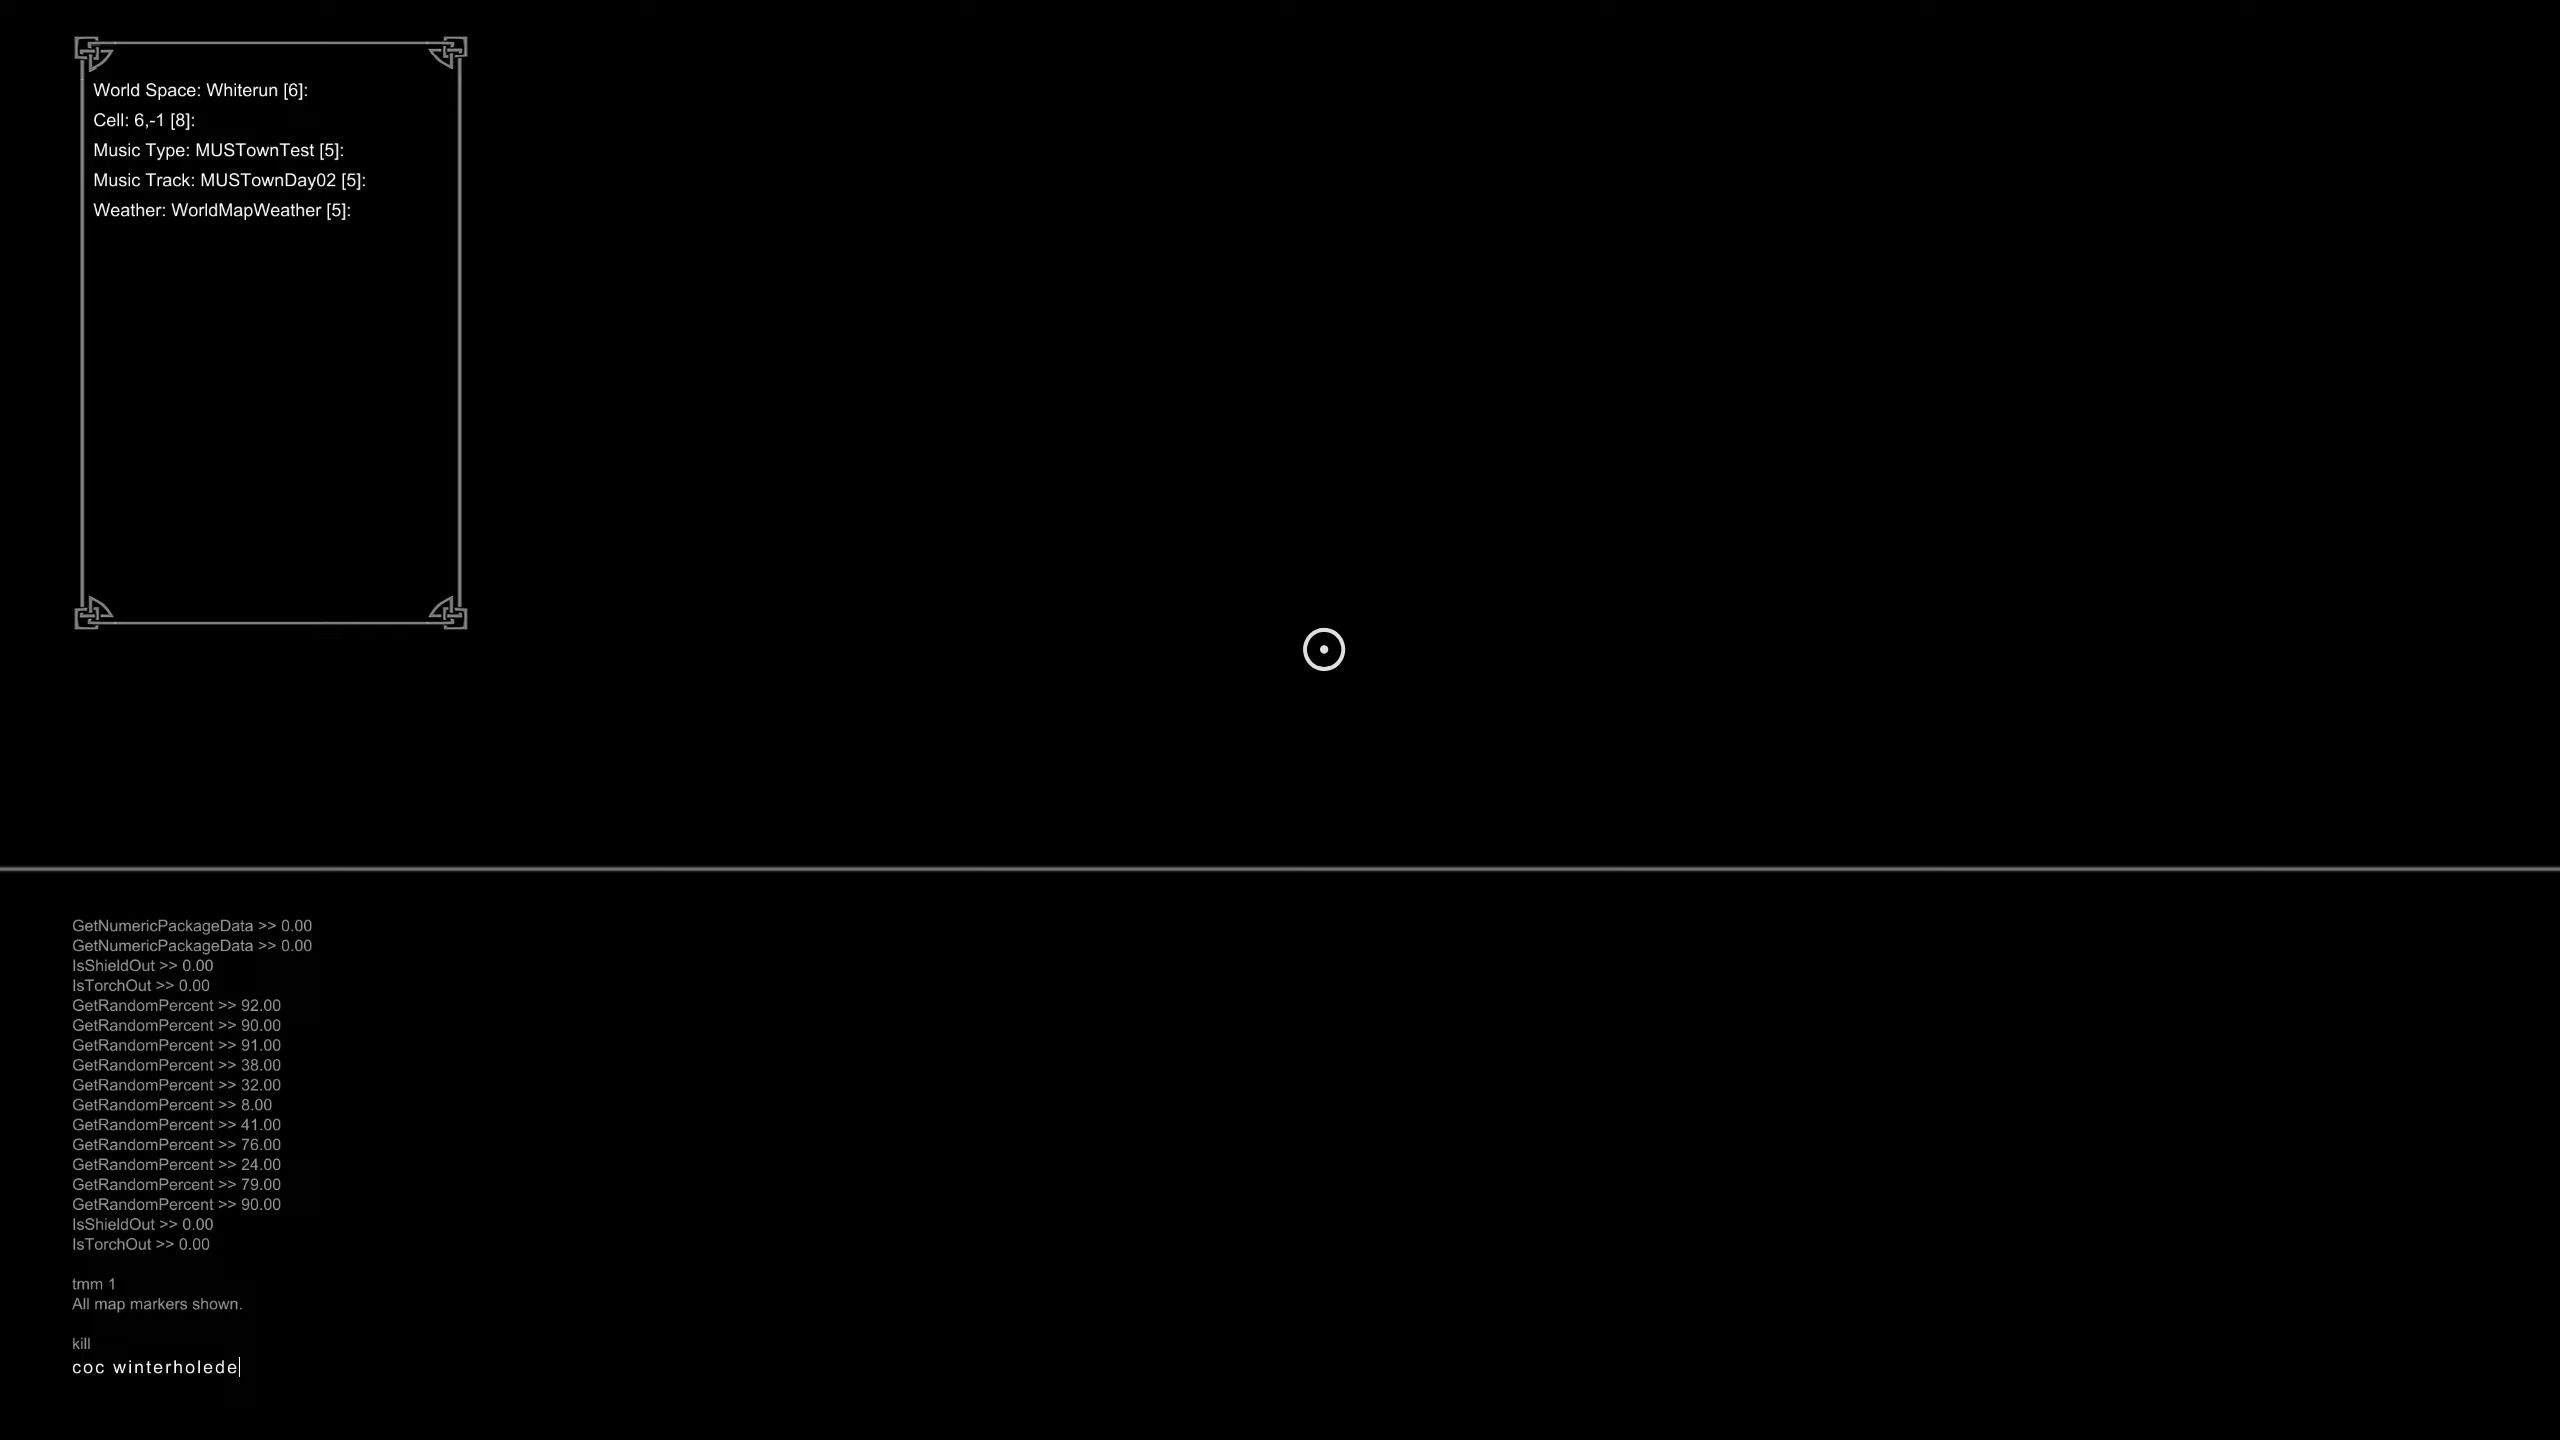 World Space: Whiterun [6]:
Cell: 6,-1 [8]:
Music Type: MUSTownTest [5]:
Music Track: MUSTownDay02 [5]:
Weather: WorldMapWeather [5]:
GetNumericPackageData >> 0.00
GetNumericPackageData >> 0.00
IsShieldOut >> 0.00
IsTorchOut >> 0.00
GetRandomPercent >> 92.00
GetRandomPercent >> 90.00
GetRandomPercent >> 91.00
GetRandomPercent >> 38.00
GetRandomPercent >> 32.00
GetRandomPercent >> 8.00
GetRandomPercent >> 41.00
GetRandomPercent >> 76.00
GetRandomPercent >> 24.00
GetRandomPercent >> 79.00
GetRandomPercent >> 90.00
IsShieldOut >> 0.00
IsTorchOut >> 0.00
tmm 1
All map markers shown.
kill
coc winterholede